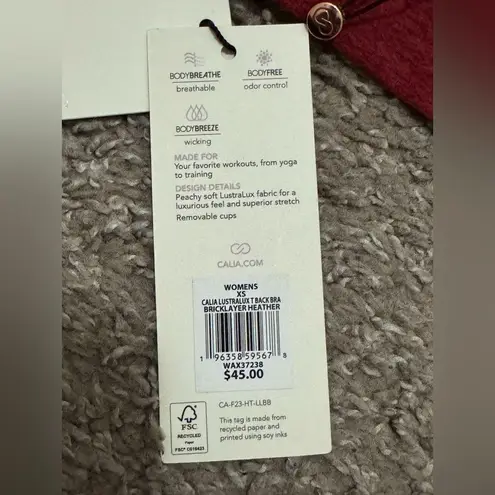 BODYBREATHE
breathable
BODYFREE
odor control
BODYBREEZE
wicking
MADE FOR
Your favorite workouts, from yoga
to training
DESIGN DETAILS
Peachy soft LustraLux fabric for a
luxurious feel and superior stretch
Removable cups
CALIA.COM
WOMENS
XS
CALIA LUSTRALUX T BACK BRA
BRICKLAYER HEATHER
1 96358 59567 8
WAX37238
$45.00
CA-F23-HT-LLBB
FSC
RECYCLED
Paper
This tag is made from
recycled paper and
printed using soy inks